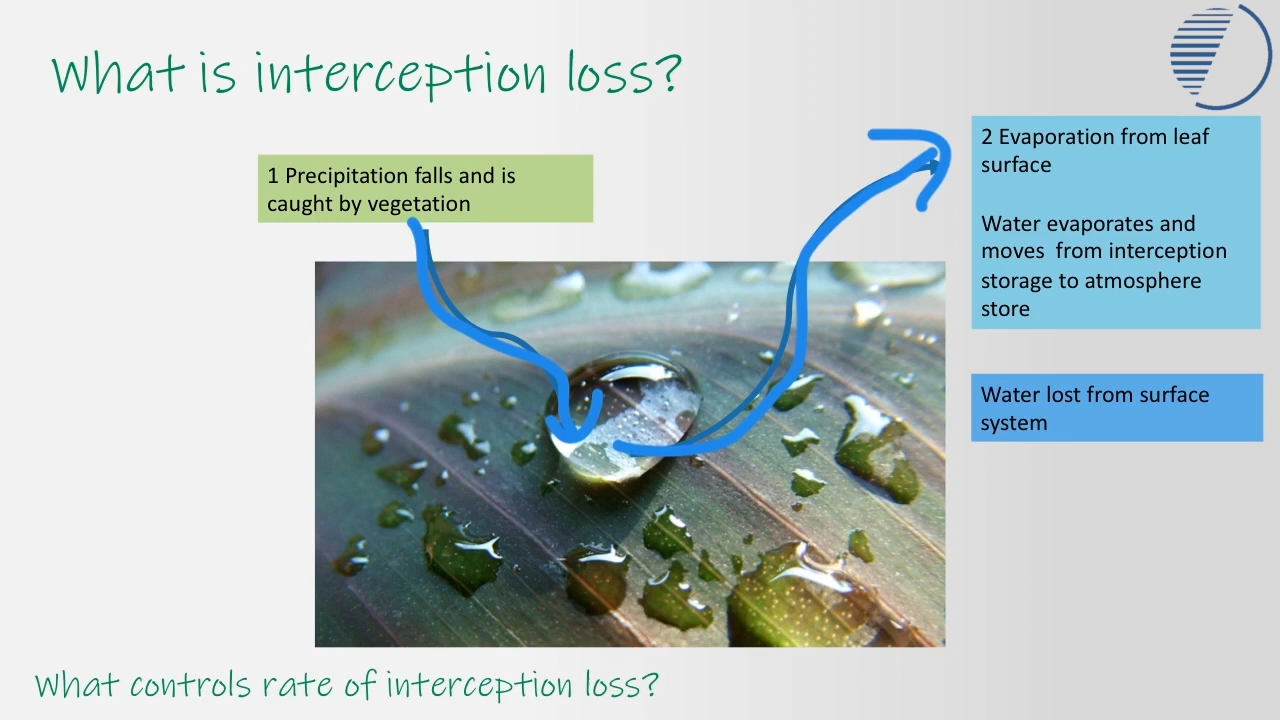 What is interception loss?
1 Precipitation falls and is
caught by vegetation
2 Evaporation from leaf
surface
Water evaporates and
moves  from interception
storage to atmosphere
store
Water lost from surface
system
What controls rate of interception loss?